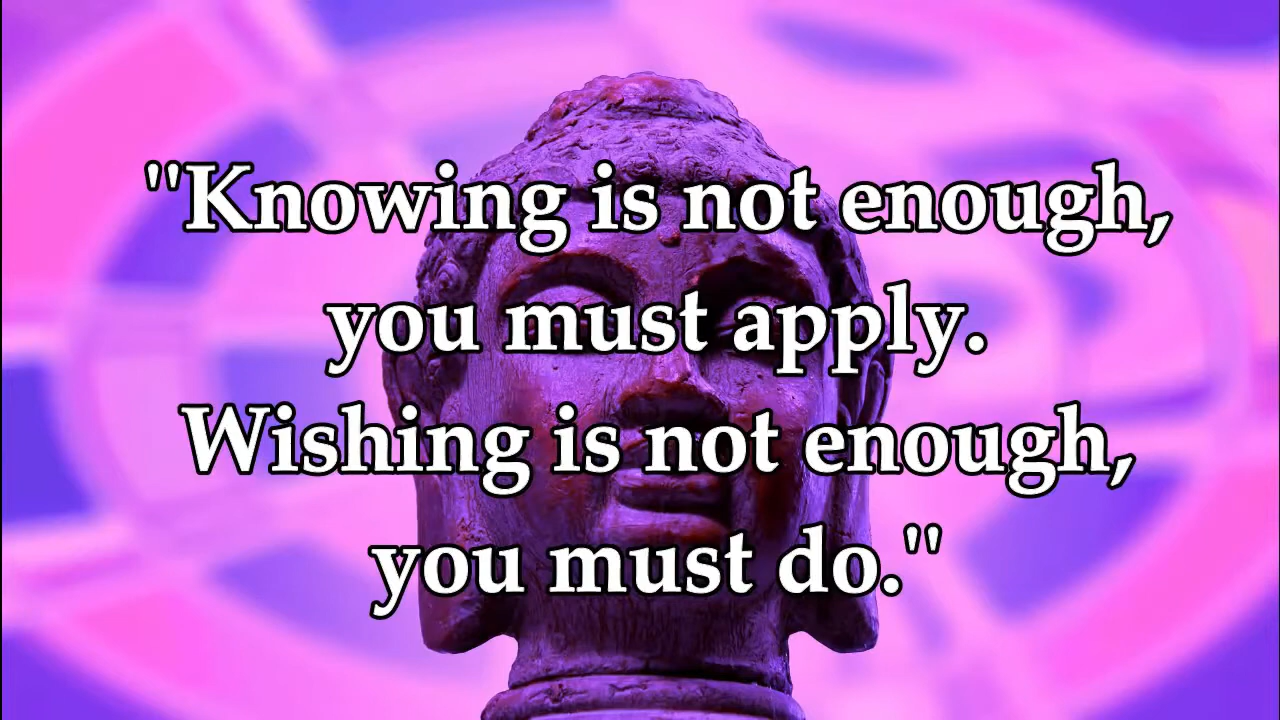 "Knowing is not enough,
you must apply.
Wishing is not enough,
you must do."